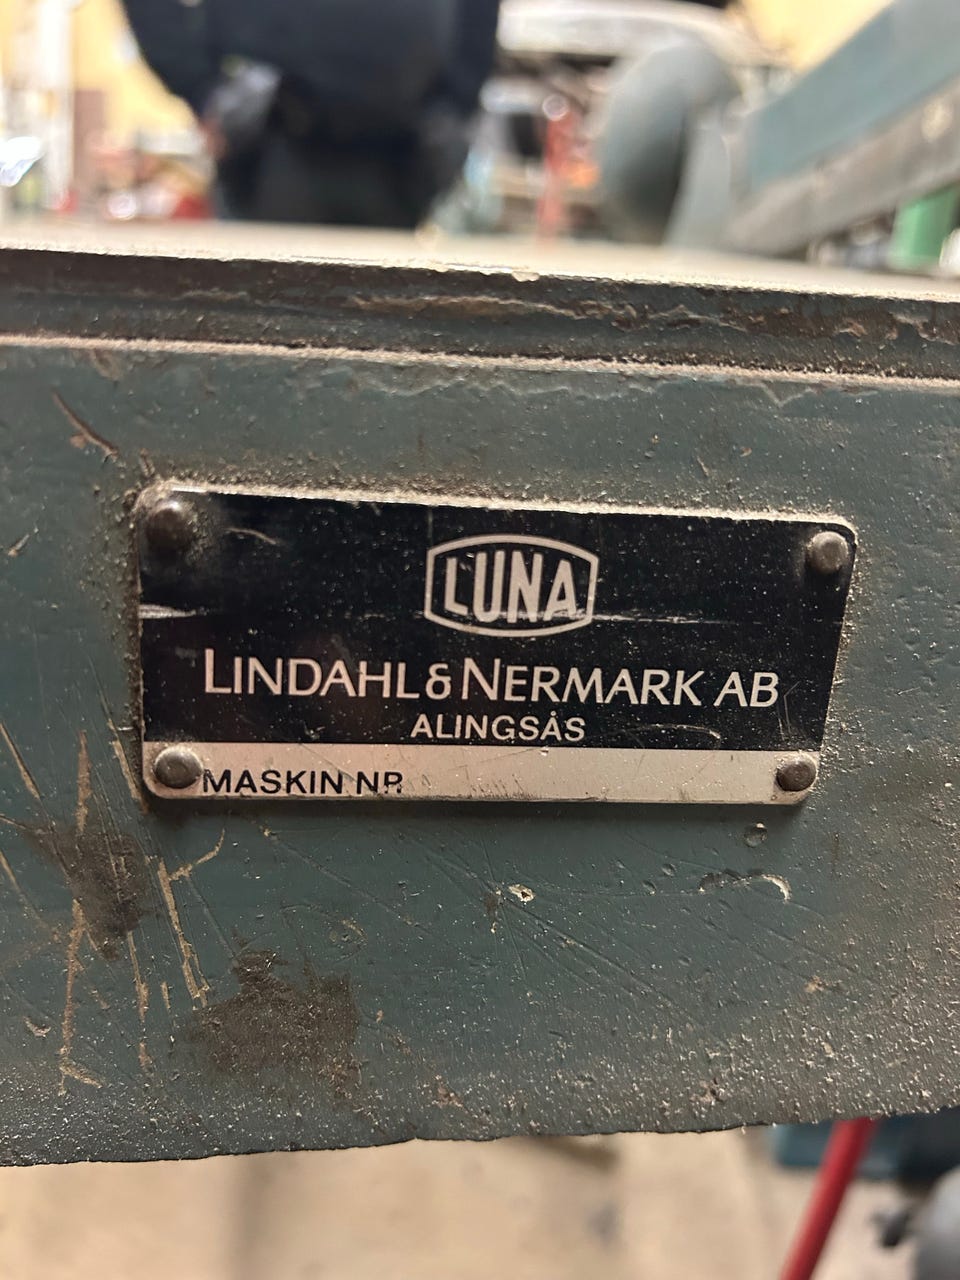 LUNA
LINDAHL & NERMARK AB
ALINGSÅS
MASKIN NR.